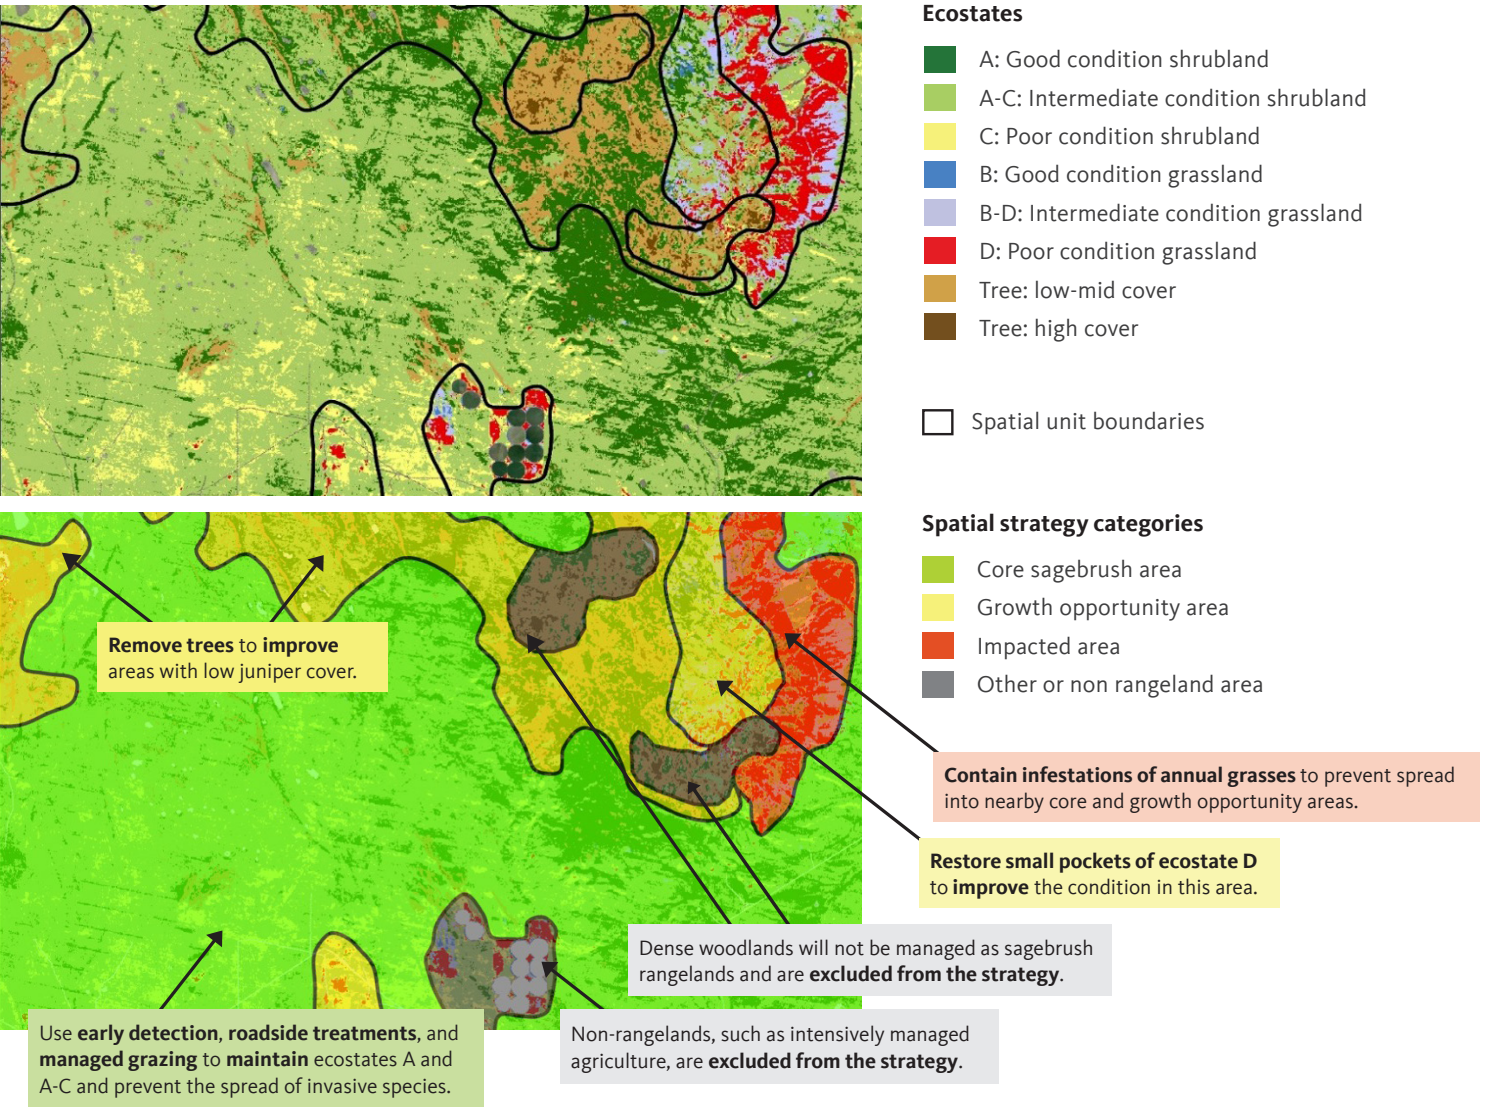 Ecostates
A: Good condition shrubland
A-C: Intermediate condition shrubland
C: Poor condition shrubland
B: Good condition grassland
B-D: Intermediate condition grassland
D: Poor condition grassland
Tree: low-mid cover
Tree: high cover
Spatial unit boundaries
Spatial strategy categories
Core sagebrush area
Growth opportunity area
Impacted area
Other or non rangeland area
Remove trees to improve
areas with low juniper cover.
Contain infestations of annual grasses to prevent spread
into nearby core and growth opportunity areas.
Restore small pockets of ecostate D
to improve the condition in this area.
Dense woodlands will not be managed as sagebrush
rangelands and are excluded from the strategy.
Use early detection, roadside treatments, and
managed grazing to maintain ecostates A and
A-C and prevent the spread of invasive species.
Non-rangelands, such as intensively managed
agriculture, are excluded from the strategy.